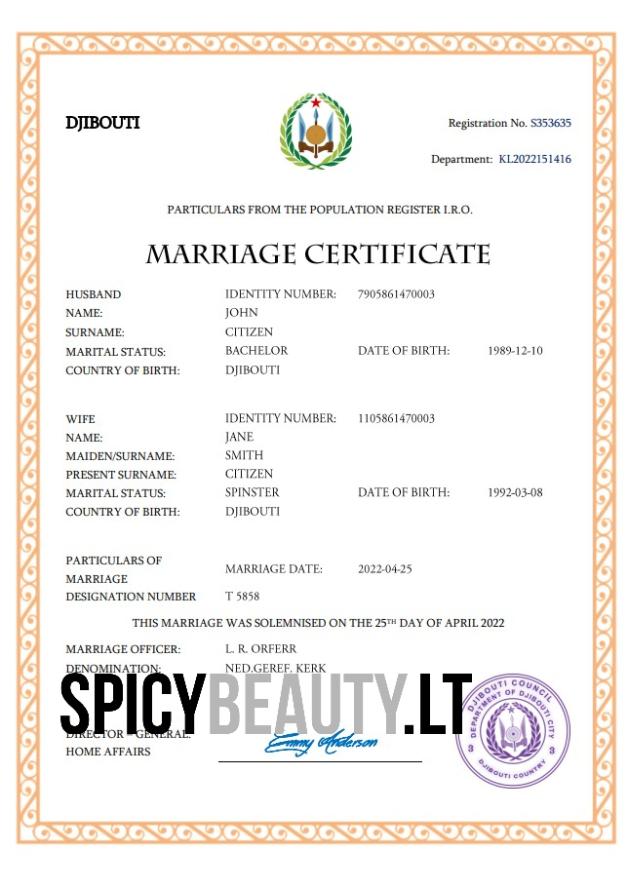 DJIBOUTI
Registration No. S353635
Department: KL2022151416
PARTICULARS FROM THE POPULATION REGISTER I.R.O.
MARRIAGE CERTIFICATE
HUSBAND IDENTITY NUMBER: 7905861470003
NAME: JOHN
SURNAME: CITIZEN
MARITAL STATUS: BACHELOR DATE OF BIRTH: 1989-12-10
COUNTRY OF BIRTH: DJIBOUTI
WIFE IDENTITY NUMBER: 1105861470003
NAME: JANE
MAIDEN/SURNAME: SMITH
PRESENT SURNAME: CITIZEN
MARITAL STATUS: SPINSTER DATE OF BIRTH: 1992-03-08
COUNTRY OF BIRTH: DJIBOUTI
PARTICULARS OF
MARRIAGE MARRIAGE DATE: 2022-04-25
DESIGNATION NUMBER T 5858
THIS MARRIAGE WAS SOLEMNISED ON THE 25TH DAY OF APRIL 2022
MARRIAGE OFFICER: L. R. ORFERR
DENOMINATION: NED.GEREF. KERK
SPICYBEAUTY.LT
DIRECTOR – GENERAL:
HOME AFFAIRS
Emmy Anderson
DJIBOUTI COUNCIL
DEPARTMENT OF DJIBOUTI CITY
3 3
DJIBOUTI COUNTRY